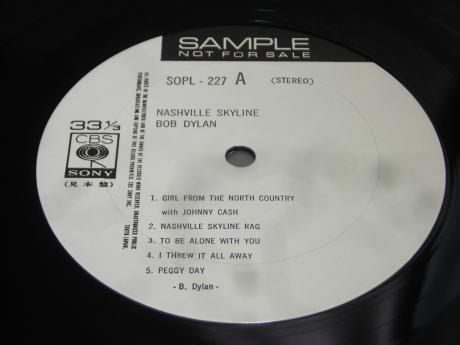 SAMPLE
NOT FOR SALE
SOPL - 227 A (STEREO)
NASHVILLE SKYLINE
BOB DYLAN
33 1/3
CBS
SONY
(見本盤)
1. GIRL FROM THE NORTH COUNTRY
with JOHNNY CASH
2. NASHVILLE SKYLINE RAG
3. TO BE ALONE WITH YOU
4. I THREW IT ALL AWAY
5. PEGGY DAY
- B. Dylan -